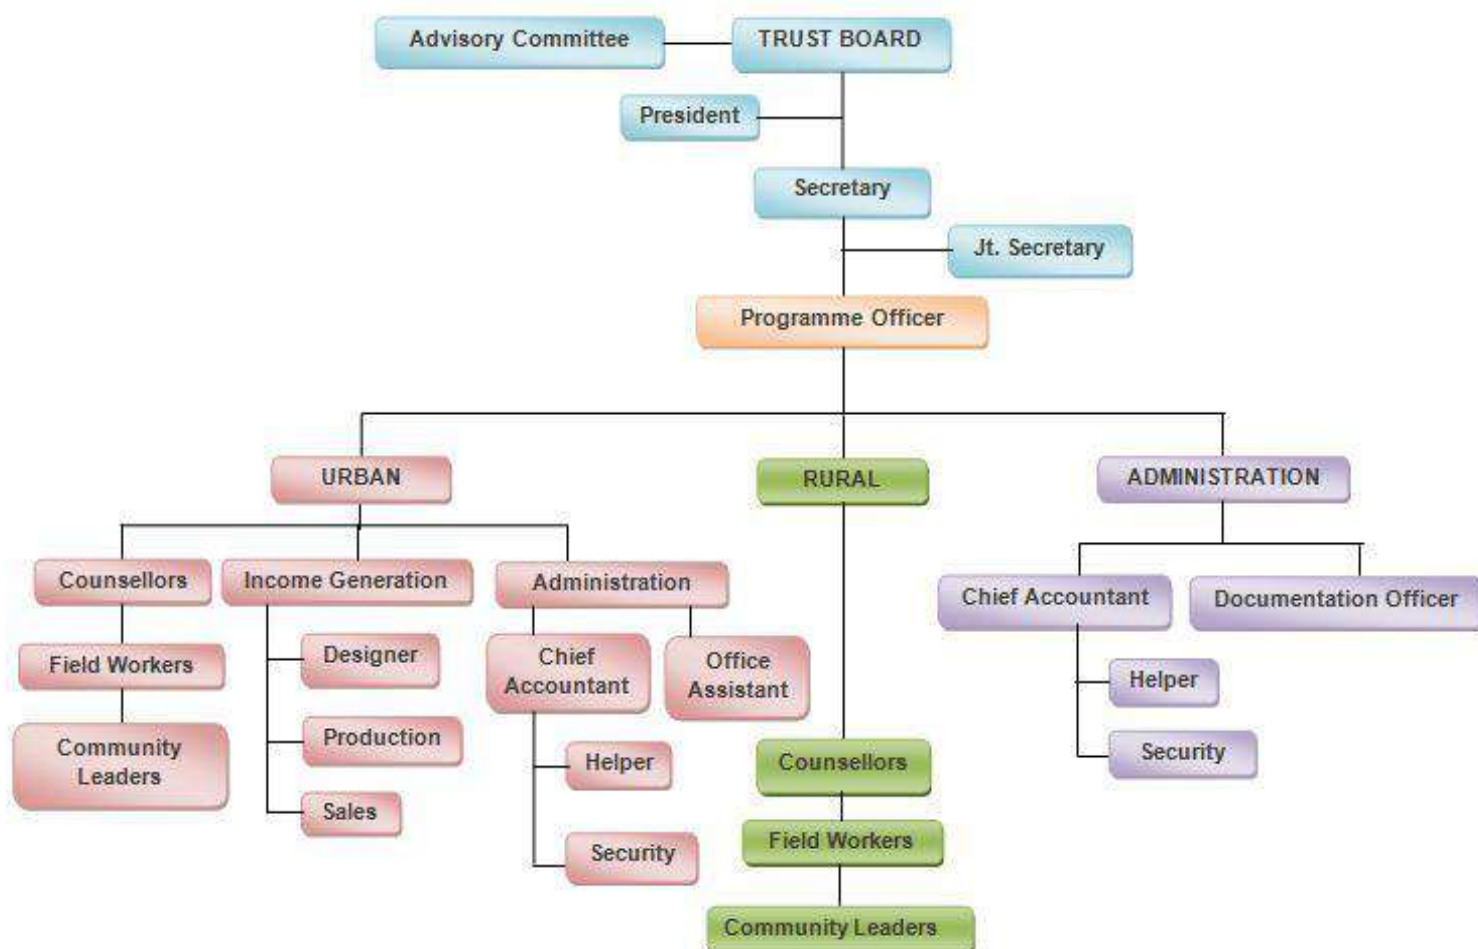 Advisory Committee
TRUST BOARD
President
Secretary
Jt. Secretary
Programme Officer
URBAN
RURAL
ADMINISTRATION
Counsellors
Income Generation
Administration
Chief Accountant
Documentation Officer
Field Workers
Designer
Chief
Accountant
Office
Assistant
Helper
Community
Leaders
Production
Helper
Counsellors
Security
Sales
Security
Field Workers
Community Leaders